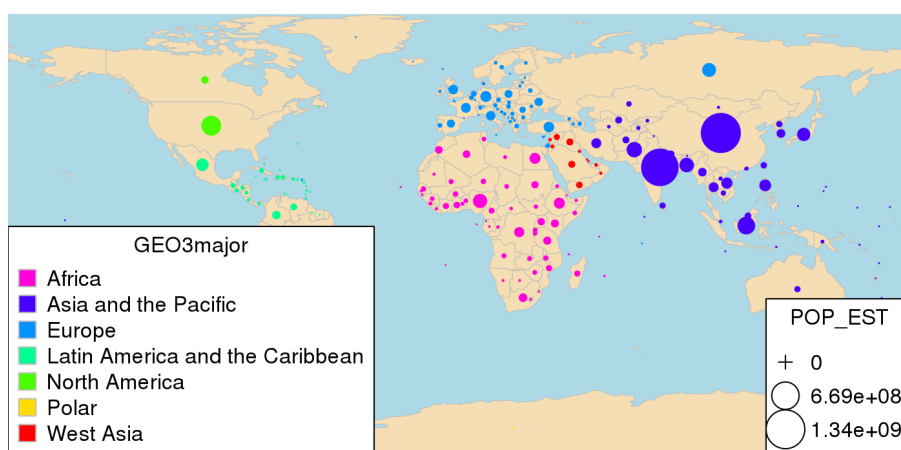 GEO3major
Africa
Asia and the Pacific
Europe
Latin America and the Caribbean
North America
Polar
West Asia
POP_EST
0
6.69e+08
1.34e+09